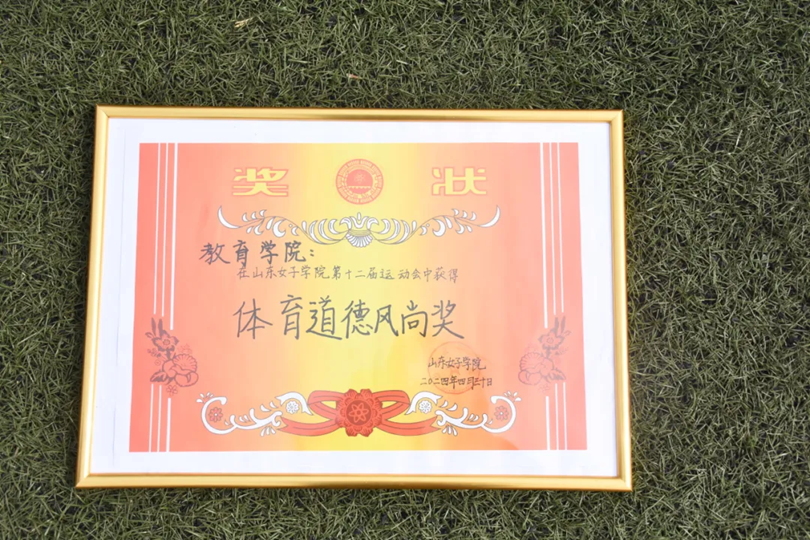 奖 状
教育学院：
在山东女子学院第十二届运动会中获得
体育道德风尚奖
山东女子学院
二〇二四年四月三十日